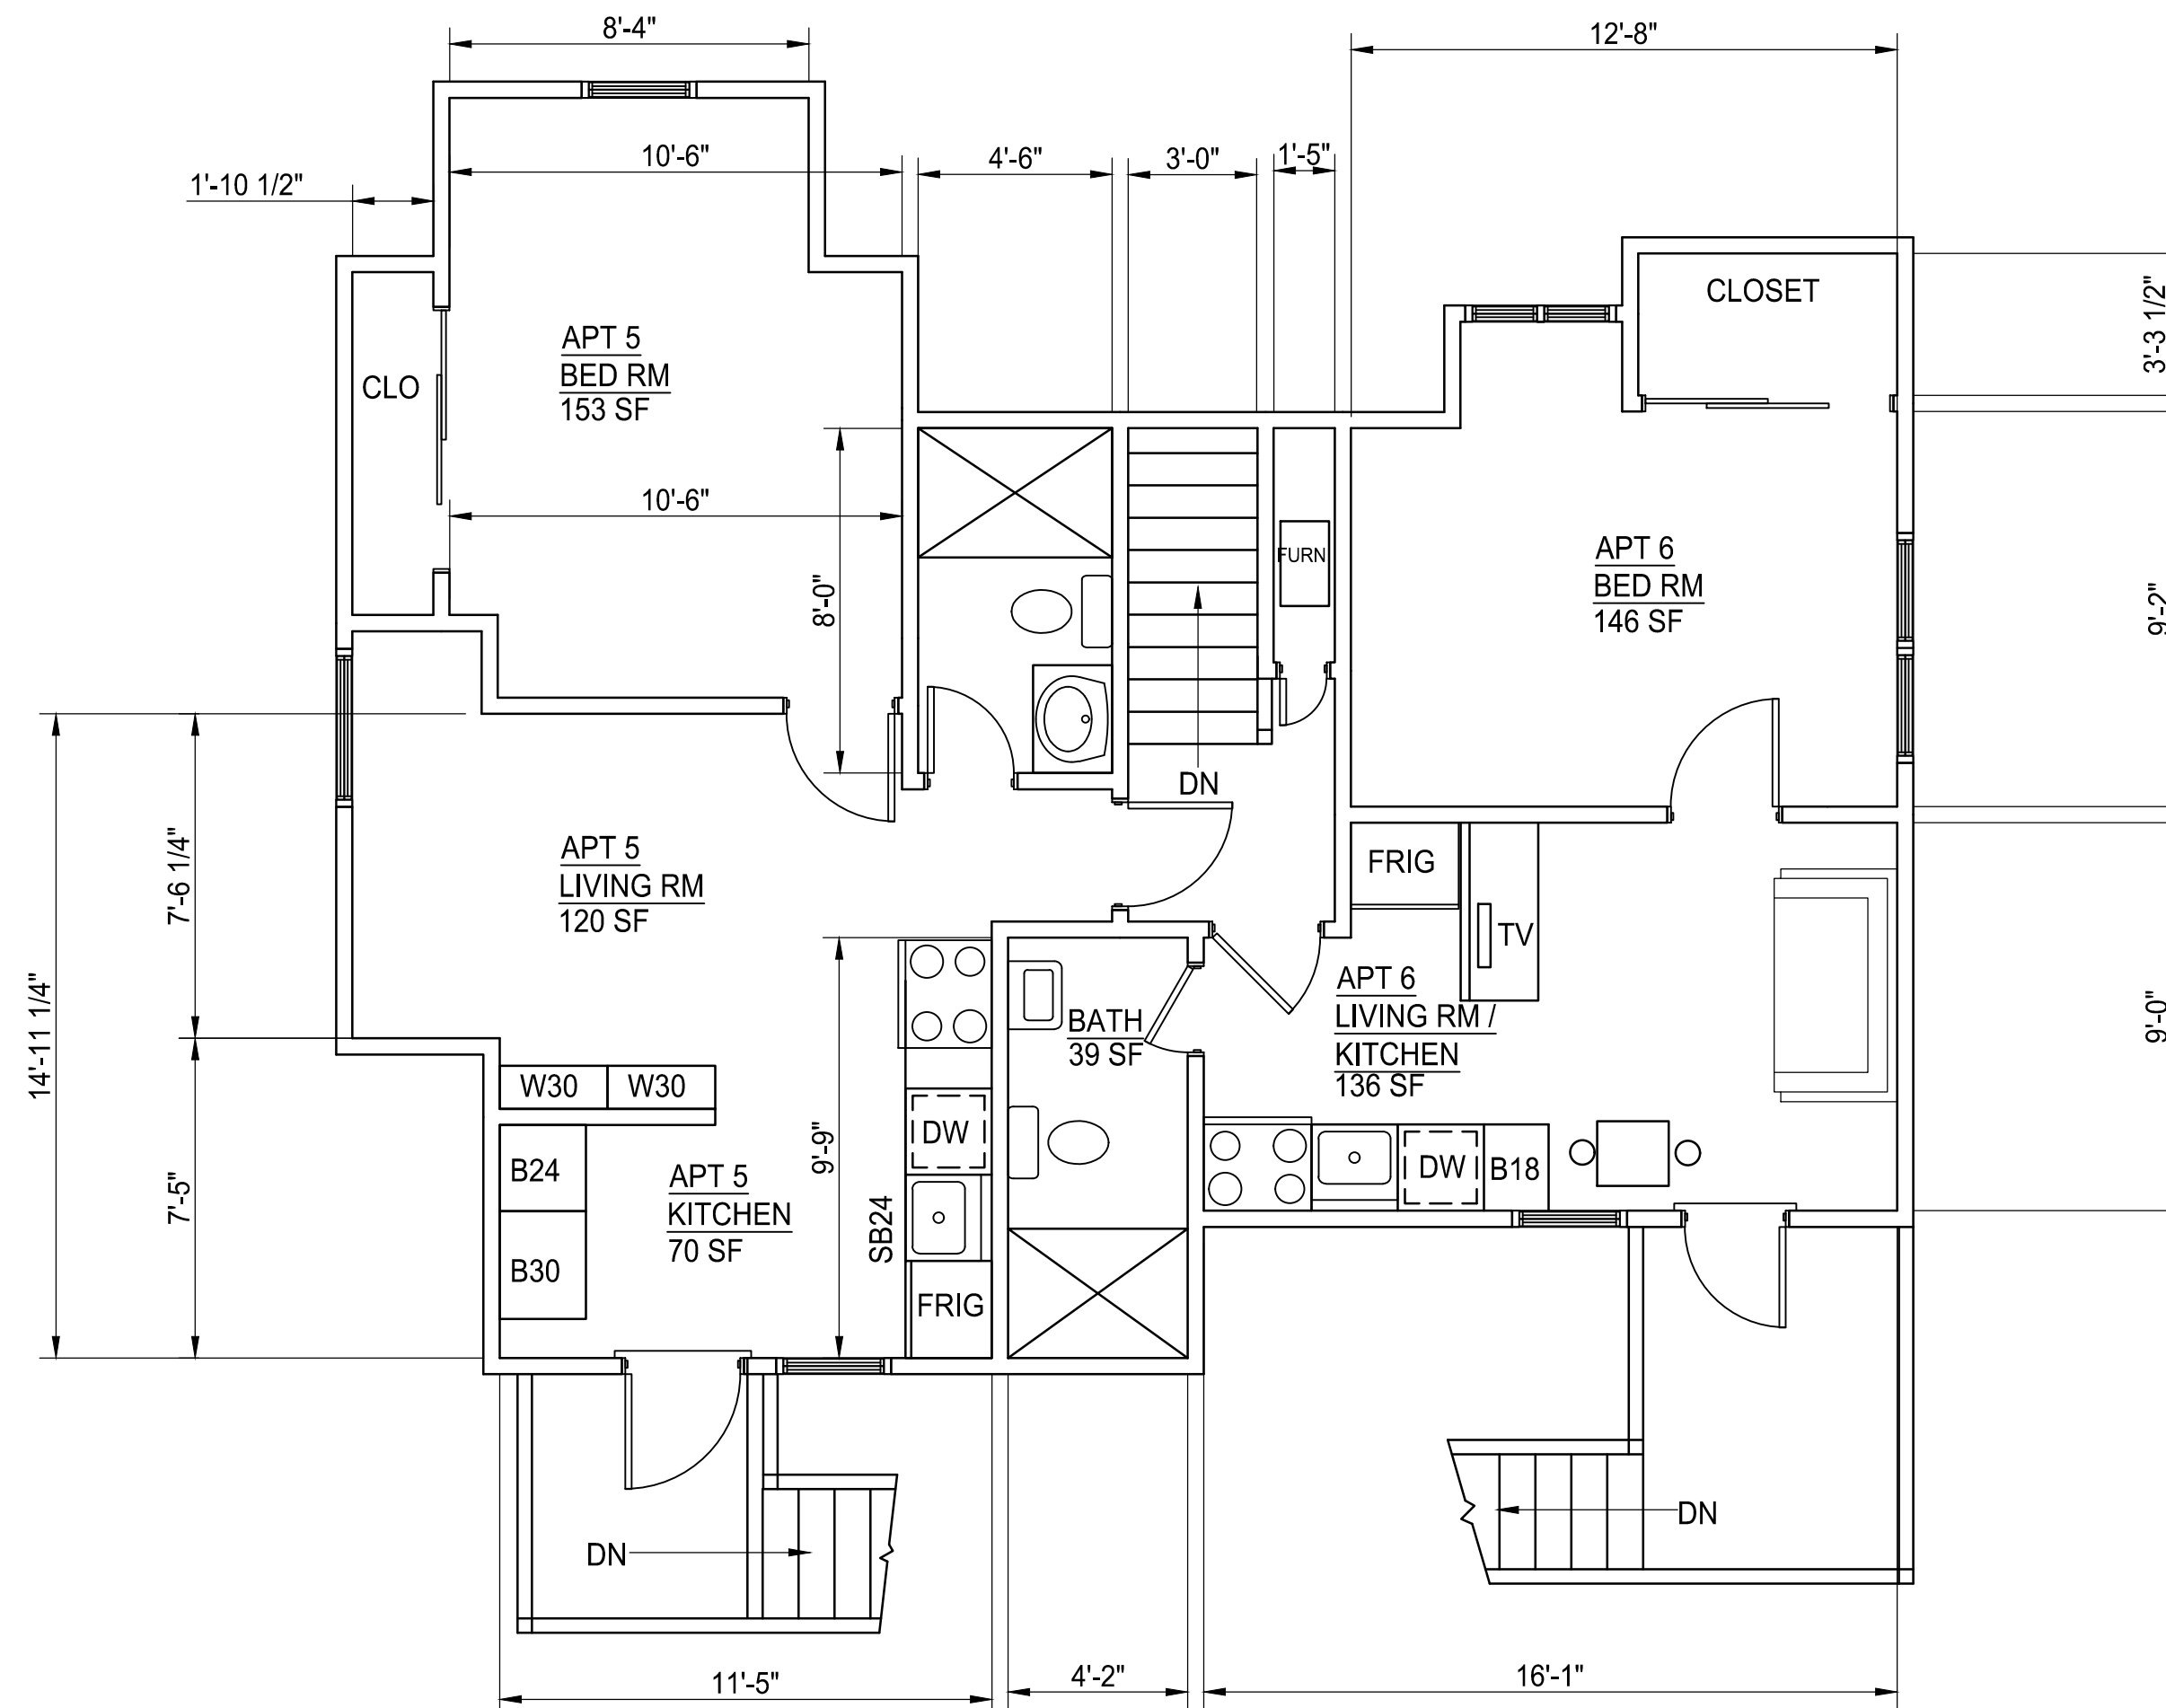 8'-4"
12'-8"
10'-6"
4'-6"
3'-0"
1'-5"
1'-10 1/2"
CLOSET
3'-3 1/2"
APT 5
BED RM
153 SF
CLO
10'-6"
8'-0"
FURN
APT 6
BED RM
146 SF
9'-2"
DN
7'-6 1/4"
APT 5
LIVING RM
120 SF
FRIG
TV
14'-11 1/4"
BATH
39 SF
APT 6
LIVING RM /
KITCHEN
136 SF
9'-0"
W30
W30
DW
9'-9"
B24
DW
B18
7'-5"
APT 5
KITCHEN
70 SF
SB24
B30
FRIG
DN
DN
11'-5"
4'-2"
16'-1"